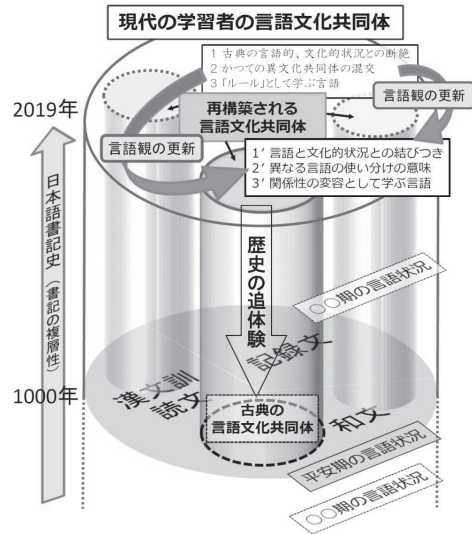 現代の学習者の言語文化共同体
1 古典の言語的、文化的状況との断絶
2 かつての異文化共同体の混交
3 「ルール」として学ぶ言語
2019年
再構築される
言語文化共同体
言語観の更新
言語観の更新
1’ 言語と文化的状況との結びつき
2’ 異なる言語の使い分けの意味
3’ 関係性の変容として学ぶ言語
日本語書記史（書記の複層性）
歴史の追体験
○○期の言語状況
記録文
漢文訓
読文
1000年
古典の
言語文化共同体
和文
平安期の言語状況
○○期の言語状況